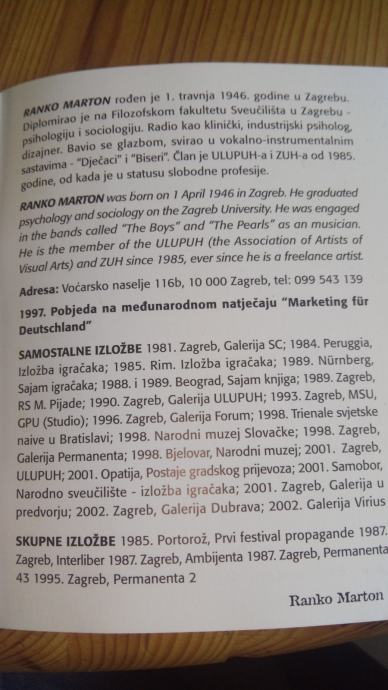 RANKO MARTON rođen je 1. travnja 1946. godine u Zagrebu.
Diplomirao je na Filozofskom fakultetu Sveučilišta u Zagrebu -
psihologiju i sociologiju. Radio kao klinički, industrijski psiholog,
dizajner. Bavio se glazbom, svirao u vokalno-instrumentalnim
sastavima - "Dječaci" i "Biseri". Član je ULUPUH-a i ZUH-a od 1985.
godine, od kada je u statusu slobodne profesije.
RANKO MARTON was born on 1 April 1946 in Zagreb. He graduated
psychology and sociology on the Zagreb University. He was engaged
in the bands called "The Boys" and "The Pearls" as an musician.
He is the member of the ULUPUH (the Association of Artists of
Visual Arts) and ZUH since 1985, ever since he is a freelance artist.
Adresa: Voćarsko naselje 116b, 10 000 Zagreb, tel: 099 543 139
1997. Pobjeda na međunarodnom natječaju "Marketing für
Deutschland"
SAMOSTALNE IZLOŽBE 1981. Zagreb, Galerija SC; 1984. Peruggia,
Izložba igračaka; 1985. Rim. Izložba igračaka; 1989. Nürnberg,
Sajam igračaka; 1988. i 1989. Beograd, Sajam knjiga; 1989. Zagreb,
RS M. Pijade; 1990. Zagreb, Galerija ULUPUH; 1993. Zagreb, MSU,
GPU (Studio); 1996. Zagreb, Galerija Forum; 1998. Trienale svjetske
naive u Bratislavi; 1998. Narodni muzej Slovačke; 1998. Zagreb,
Galerija Permanenta; 1998. Bjelovar, Narodni muzej; 2001. Zagreb,
ULUPUH; 2001. Opatija, Postaje gradskog prijevoza; 2001. Samobor,
Narodno sveučilište - izložba igračaka; 2001. Zagreb, Galerija u
predvorju; 2002. Zagreb, Galerija Dubrava; 2002. Galerija Virius
SKUPNE IZLOŽBE 1985. Portorož, Prvi festival propagande 1987.
Zagreb, Interliber 1987. Zagreb, Ambijenta 1987. Zagreb, Permanenta
43 1995. Zagreb, Permanenta 2
Ranko Marton